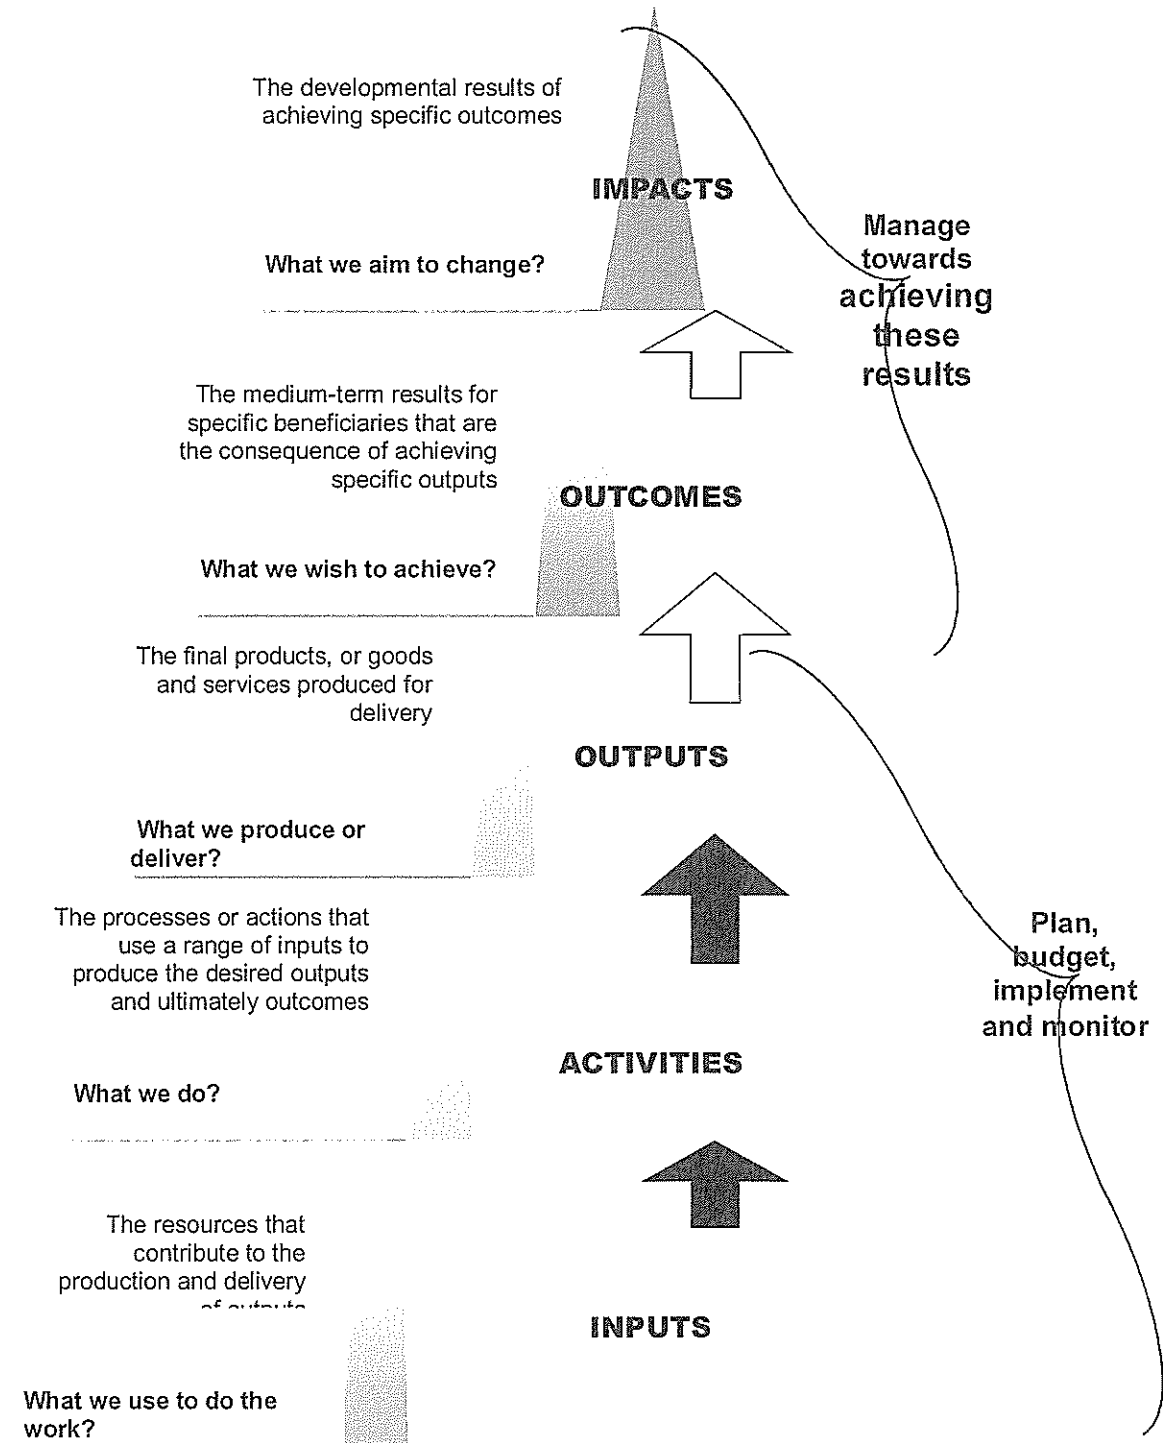 The developmental results of
achieving specific outcomes
IMPACTS
What we aim to change?
Manage
towards
achieving
these
results
The medium-term results for
specific beneficiaries that are
the consequence of achieving
specific outputs
OUTCOMES
What we wish to achieve?
The final products, or goods
and services produced for
delivery
OUTPUTS
What we produce or
deliver?
The processes or actions that
use a range of inputs to
produce the desired outputs
and ultimately outcomes
Plan,
budget,
implement
and monitor
ACTIVITIES
What we do?
The resources that
contribute to the
production and delivery
of outputs
INPUTS
What we use to do the
work?